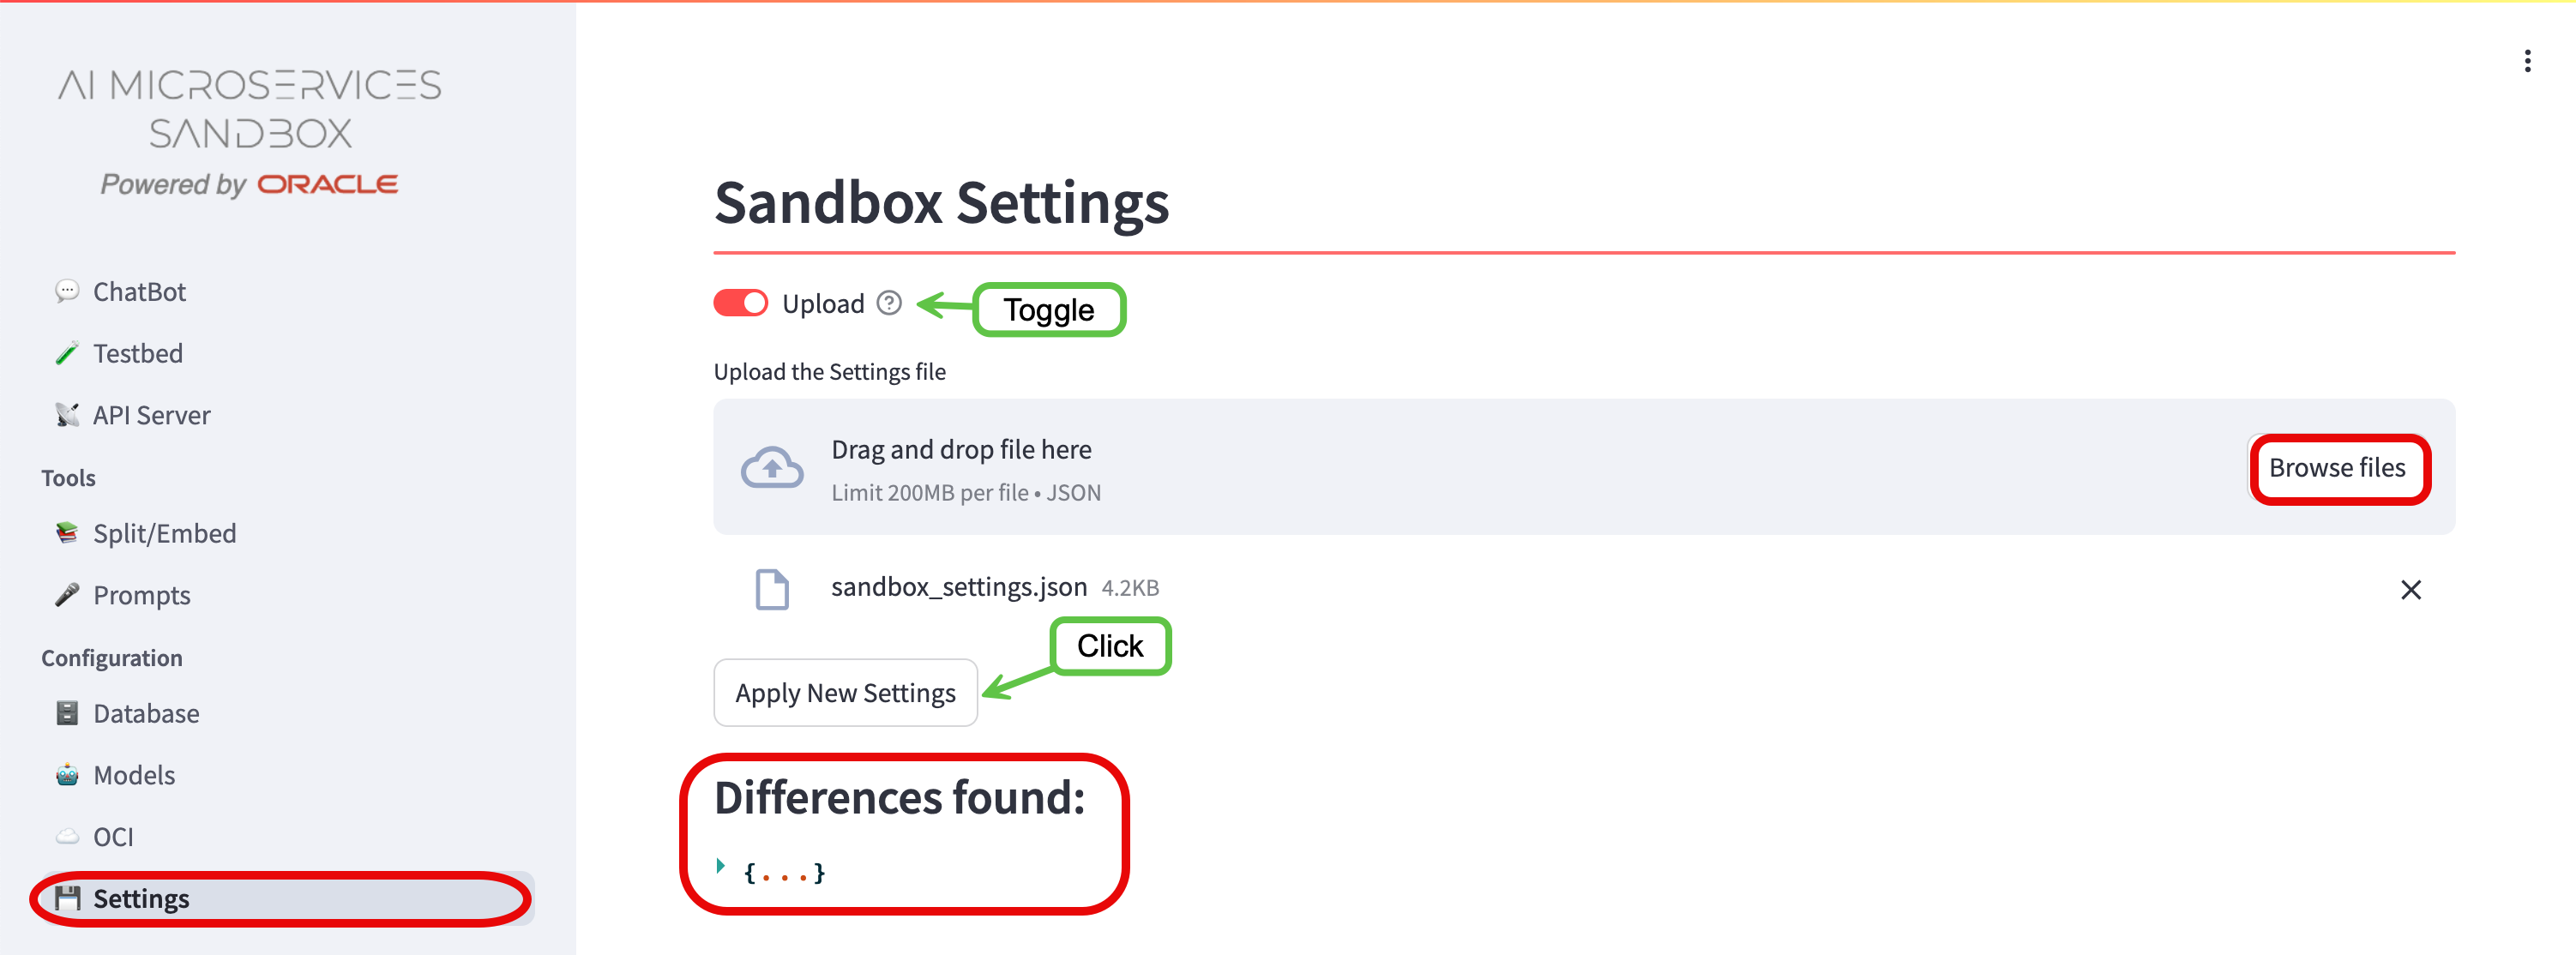 AI MICROSERVICES
SANDBOX
Powered by ORACLE
ChatBot
Testbed
API Server
Tools
Split/Embed
Prompts
Configuration
Database
Models
OCI
Settings
Sandbox Settings
Upload
Toggle
Upload the Settings file
Drag and drop file here
Limit 200MB per file • JSON
Browse files
sandbox_settings.json 4.2KB
Click
Apply New Settings
Differences found:
{...}